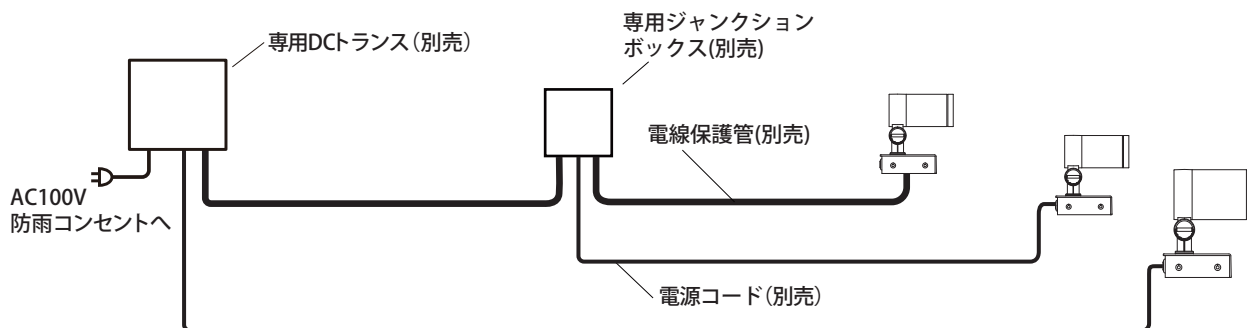 専用DCトランス（別売）
専用ジャンクション
ボックス(別売)
電線保護管(別売)
AC100V
防雨コンセントへ
電源コード（別売）